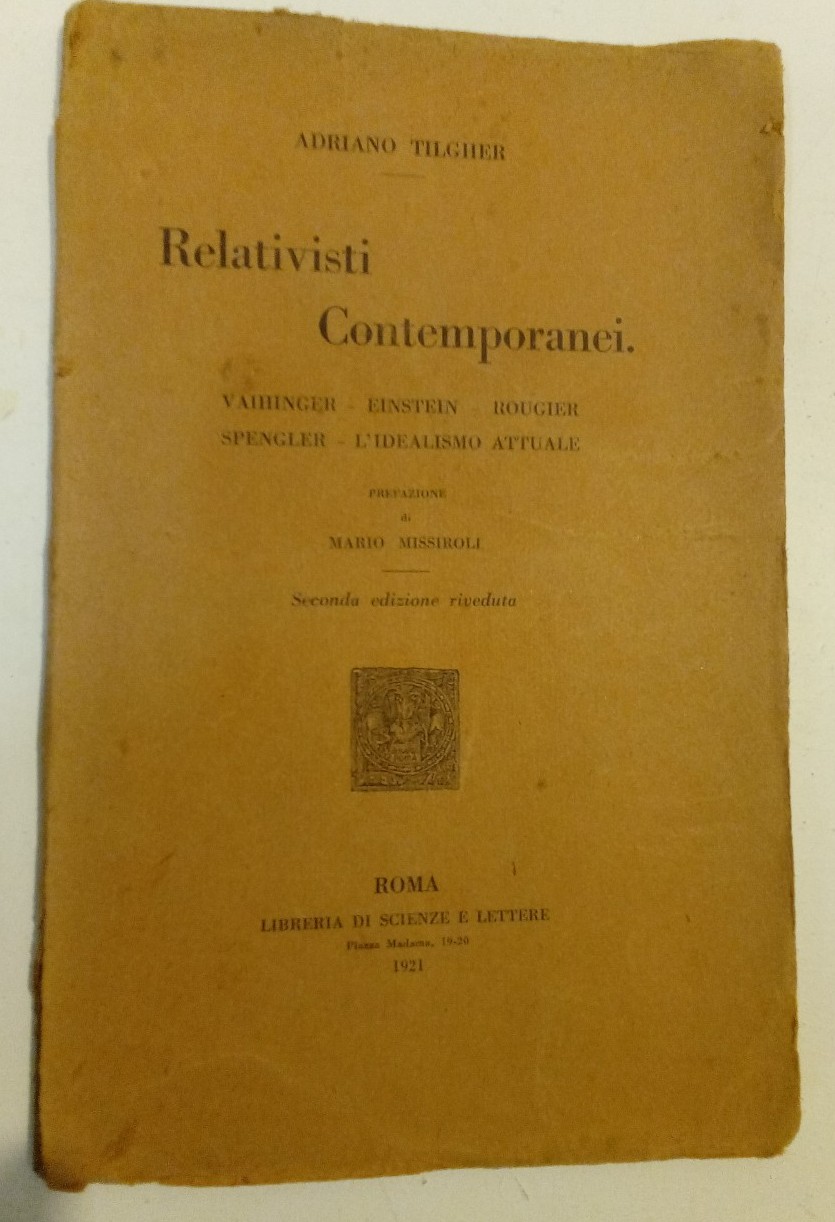 ADRIANO TILGHER
Relativisti
Contemporanei.
VAIHINGER - EINSTEIN - ROUGIER
SPENGLER - L'IDEALISMO ATTUALE
PREFAZIONE
di
MARIO MISSIROLI
Seconda edizione riveduta
ROMA
ROMA
LIBRERIA DI SCIENZE E LETTERE
Piazza Madama, 19-20
1921